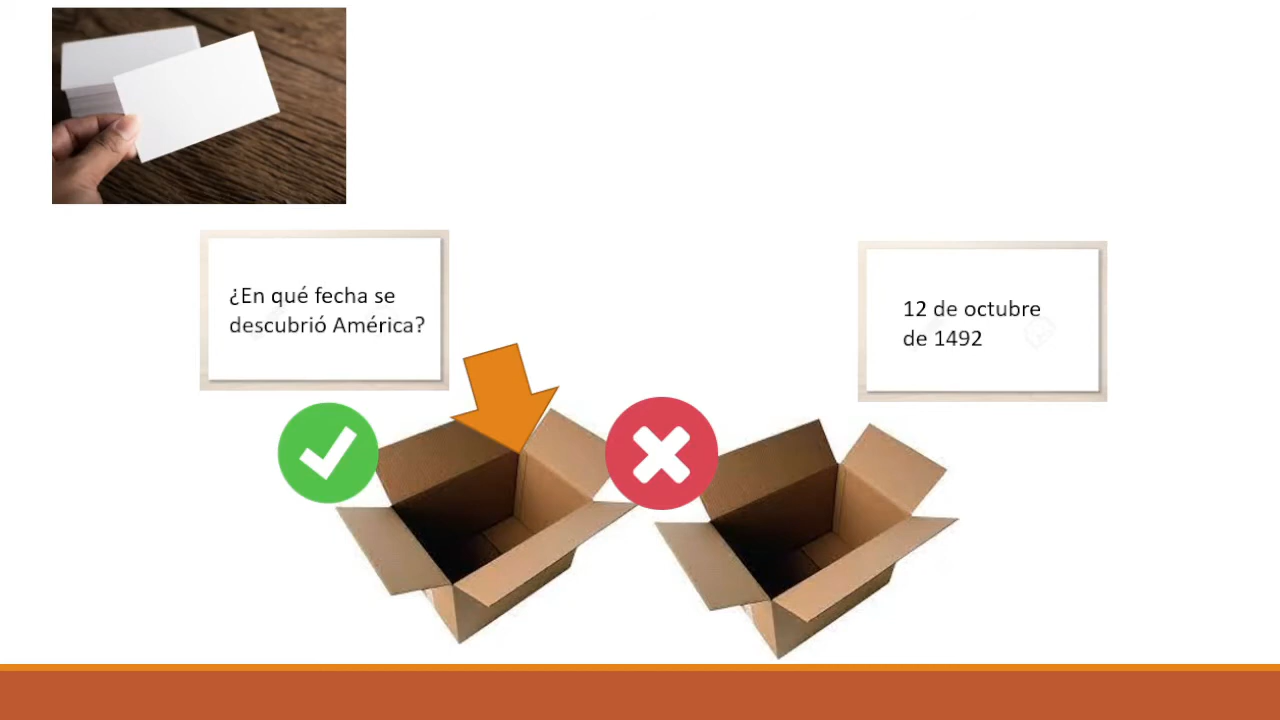 ¿En qué fecha se
descubrió América?
12 de octubre
de 1492